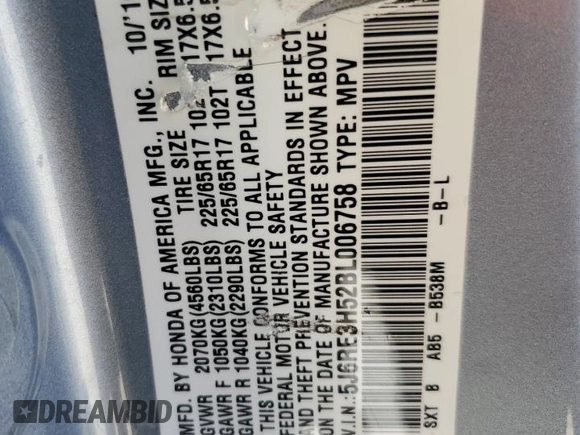 MFD. BY HONDA OF AMERICA MFG., INC. 10/'1
GVWR 2070KG(4560LBS) TIRE SIZE RIM SIZ
GAWR F 1050KG(2310LBS) 225/65R17 102T 17X6.5
GAWR R 1040KG(2290LBS) 225/65R17 102T 17X6.5
THIS VEHICLE CONFORMS TO ALL APPLICABLE
FEDERAL MOTOR VEHICLE SAFETY
AND THEFT PREVENTION STANDARDS IN EFFECT
ON THE DATE OF MANUFACTURE SHOWN ABOVE.
V.I.N.:5J6RE3H52BL006758 TYPE: MPV
SXT B AB5 -B538M -B-L
DREAMBID